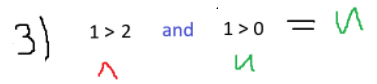 3) 1 > 2 and 1 > 0 = И
Л И